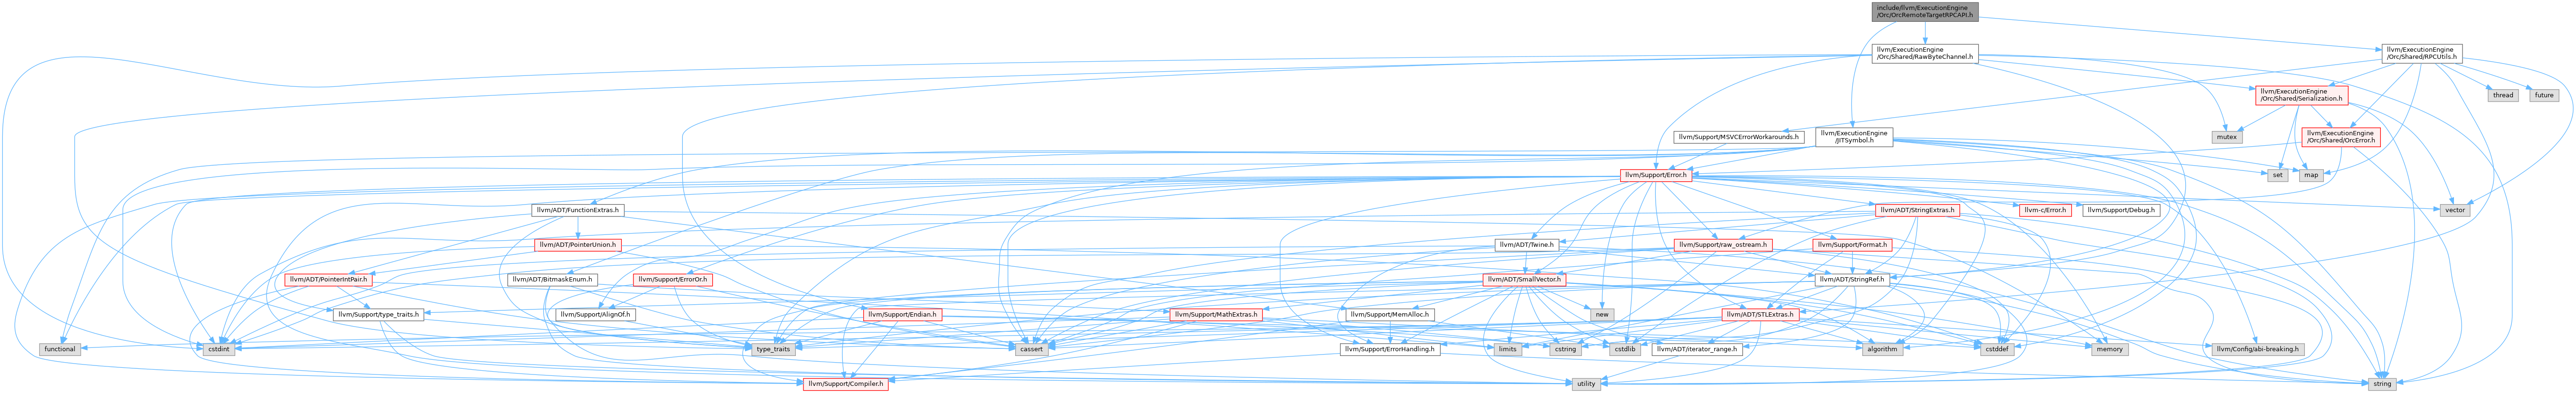 include/llvm/ExecutionEngine
/Orc/OrcRemoteTargetRPCAPI.h
llvm/ExecutionEngine
/Orc/Shared/RawByteChannel.h
llvm/ExecutionEngine
/Orc/Shared/RPCUtils.h
llvm/ExecutionEngine
/Orc/Shared/Serialization.h
thread
future
llvm/Support/MSVCErrorWorkarounds.h
llvm/ExecutionEngine
/JITSymbol.h
mutex
llvm/ExecutionEngine
/Orc/Shared/OrcError.h
llvm/Support/Error.h
set
map
llvm/ADT/FunctionExtras.h
llvm/ADT/StringExtras.h
llvm-c/Error.h
llvm/Support/Debug.h
vector
llvm/ADT/PointerUnion.h
llvm/ADT/Twine.h
llvm/Support/raw_ostream.h
llvm/Support/Format.h
llvm/ADT/PointerIntPair.h
llvm/ADT/BitmaskEnum.h
llvm/Support/ErrorOr.h
llvm/ADT/SmallVector.h
llvm/ADT/StringRef.h
llvm/Support/type_traits.h
llvm/Support/AlignOf.h
llvm/Support/Endian.h
llvm/Support/MathExtras.h
llvm/Support/MemAlloc.h
new
llvm/ADT/STLExtras.h
functional
cstdint
type_traits
cassert
limits
cstring
cstdlib
llvm/Support/ErrorHandling.h
llvm/ADT/iterator_range.h
algorithm
cstddef
memory
llvm/Config/abi-breaking.h
llvm/Support/Compiler.h
utility
string